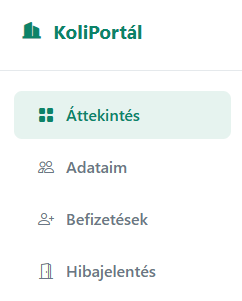 KoliPortál
Áttekintés
Adataim
Befizetések
Hibajelentés